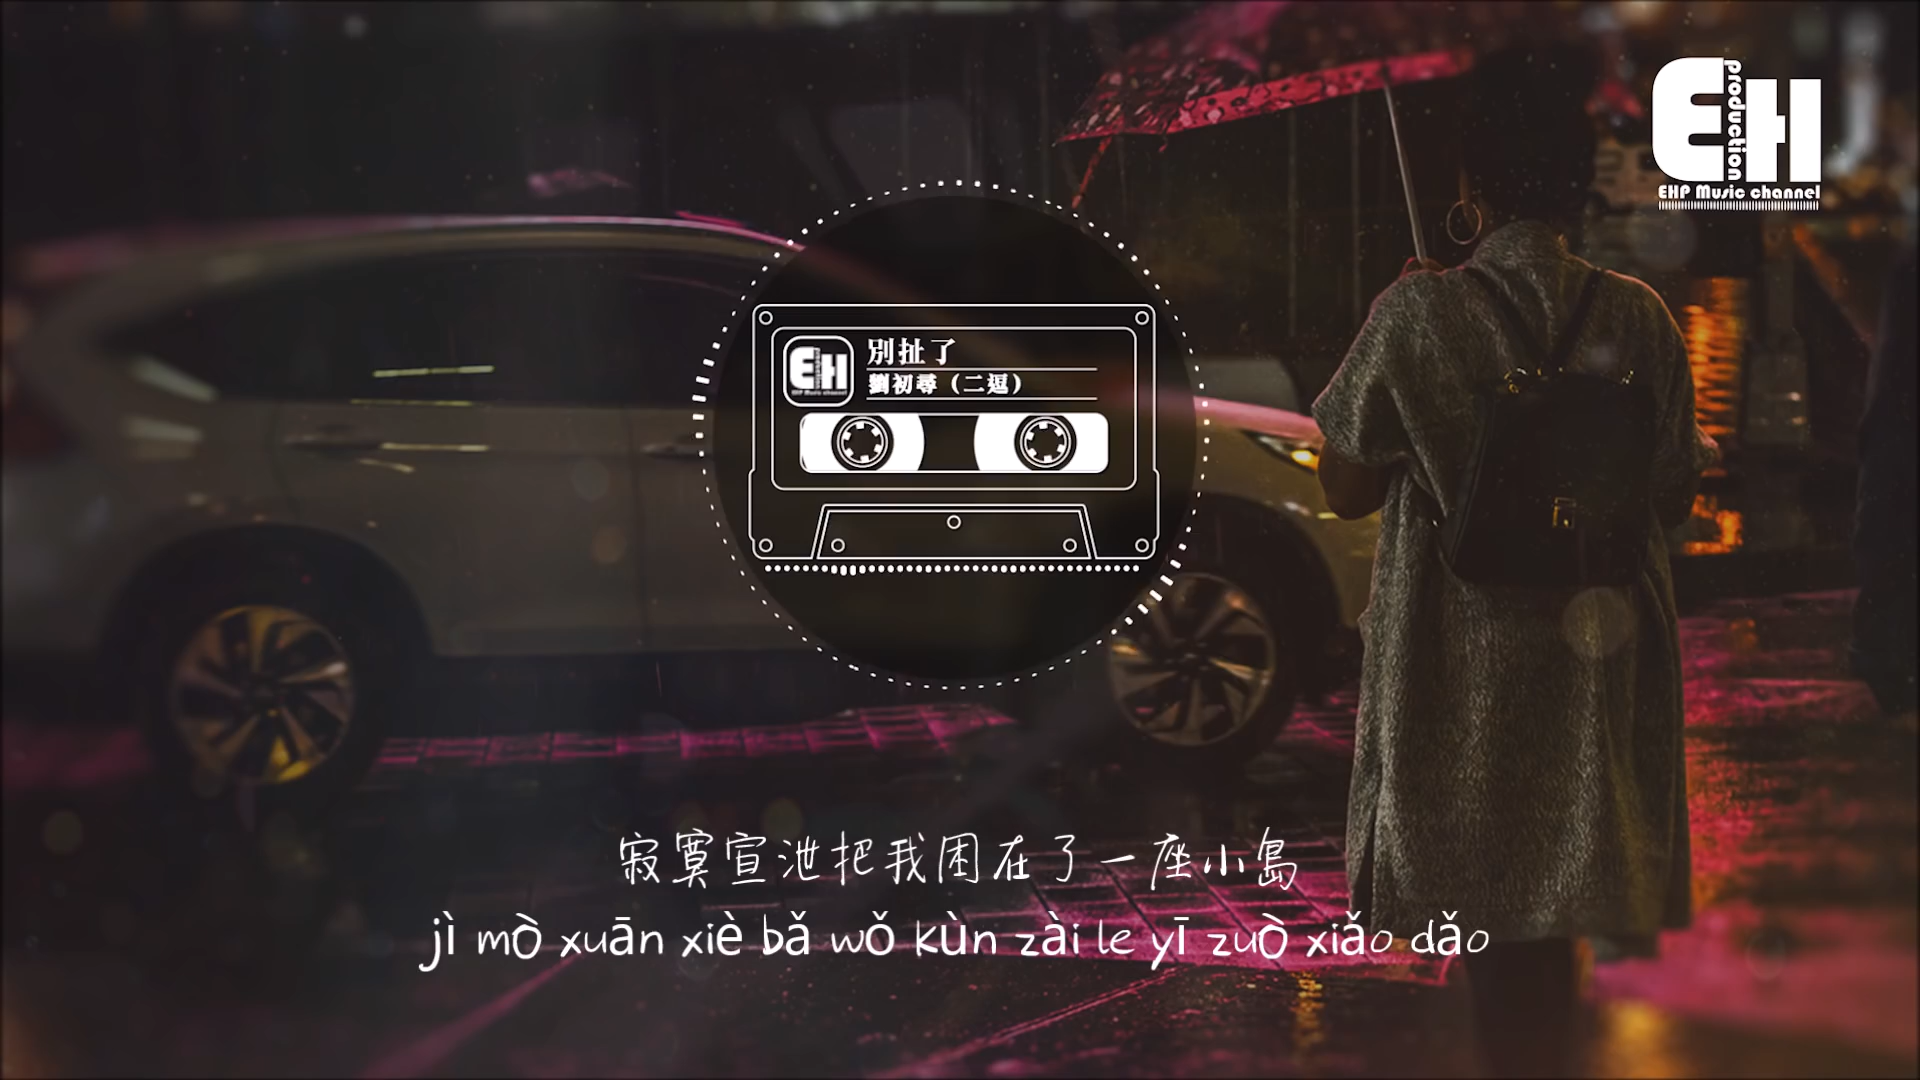 EH
production
EHP Music channel
別扯了
EH
劉初尋（二逗）
寂寞宣泄把我困在了一座小島
jì mò xuān xiè bǎ wǒ kùn zài le yī zuò xiǎo dǎo